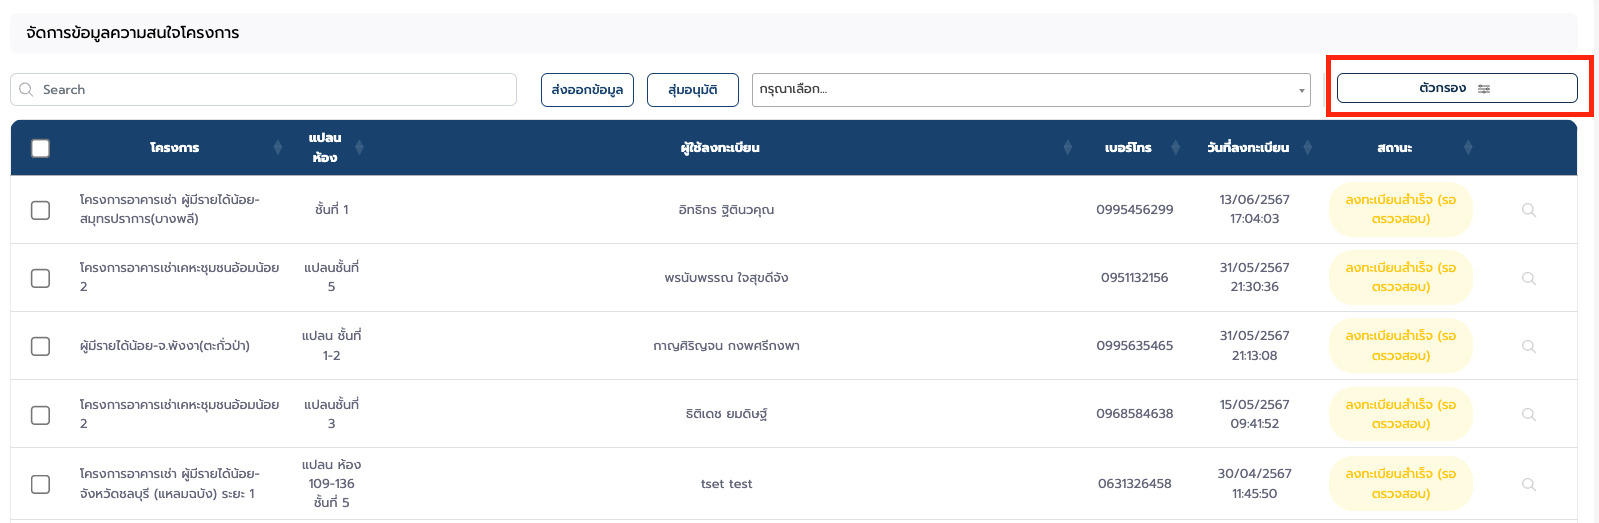 จัดการข้อมูลความสนใจโครงการ
Search
ส่งออกข้อมูล
สุ่มอนุมัติ
กรุณาเลือก...
ตัวกรอง
โครงการ
แปลน
ห้อง
ผู้ใช้ลงทะเบียน
เบอร์โทร
วันที่ลงทะเบียน
สถานะ
โครงการอาคารเช่า ผู้มีรายได้น้อย-
สมุทรปราการ(บางพลี)
ชั้นที่ 1
อิทธิกร ฐิตินวคุณ
0995456299
13/06/2567
17:04:03
ลงทะเบียนสำเร็จ (รอ
ตรวจสอบ)
โครงการอาคารเช่าเคหะชุมชนอ้อมน้อย
2
แปลนชั้นที่
5
พรนับพรรณ ใจสุขดีจัง
0951132156
31/05/2567
21:30:36
ลงทะเบียนสำเร็จ (รอ
ตรวจสอบ)
ผู้มีรายได้น้อย-จ.พังงา(ตะกั่วป่า)
แปลน ชั้นที่
1-2
กาญศิริญจน กงพศรีกงพา
0995635465
31/05/2567
21:13:08
ลงทะเบียนสำเร็จ (รอ
ตรวจสอบ)
โครงการอาคารเช่าเคหะชุมชนอ้อมน้อย
2
แปลนชั้นที่
3
ธิติเดช ยมดิษฐ์
0968584638
15/05/2567
09:41:52
ลงทะเบียนสำเร็จ (รอ
ตรวจสอบ)
โครงการอาคารเช่า ผู้มีรายได้น้อย-
จังหวัดชลบุรี (แหลมฉบัง) ระยะ 1
แปลน ห้อง
109-136
ชั้นที่ 5
tset test
0631326458
30/04/2567
11:45:50
ลงทะเบียนสำเร็จ (รอ
ตรวจสอบ)